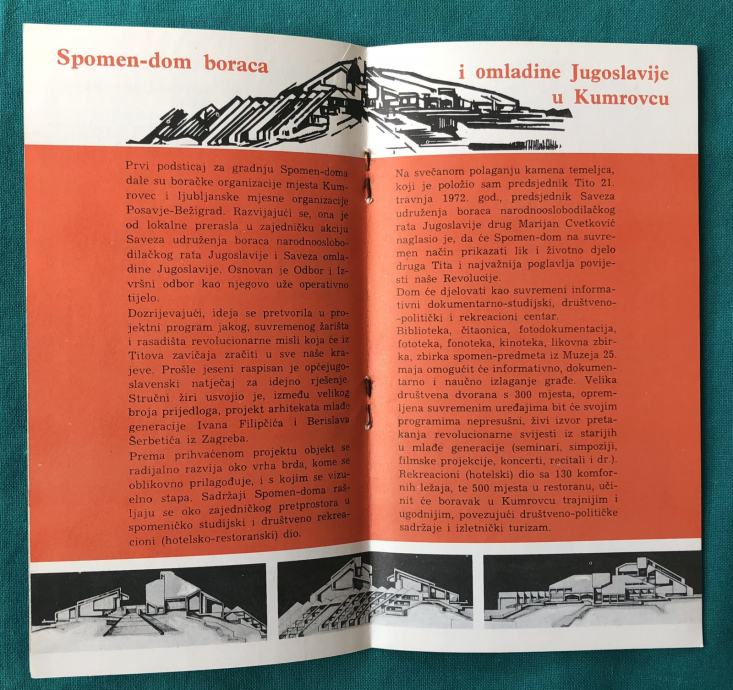 Spomen-dom boraca
Prvi podsticaj za gradnju Spomen-doma
dale su boračke organizacije mjesta Kum-
rovec i ljubljanske mjesne organizacije
Posavje-Bežigrad. Razvijajući se, ona je
od lokalne prerasla u zajedničku akciju
Saveza udruženja boraca narodnooslobo-
dilačkog rata Jugoslavije i Saveza omla-
dine Jugoslavije. Osnovan je Odbor i Iz-
vršni odbor kao njegovo uže operativno
tijelo.
Dozrijevajući, ideja se pretvorila u pro-
jektni program jakog, suvremenog žarišta
i rasadišta revolucionarne misli koja će iz
Titova zavičaja zračiti u sve naše kra-
jeve. Prošle jeseni raspisan je općejugo-
slavenski natječaj za idejno rješenje.
Stručni žiri usvojio je, između velikog
broja prijedloga, projekt arhitekata mlađe
generacije Ivana Filipčića i Berislava
Šerbetića iz Zagreba.
Prema prihvaćenom projektu objekt se
radijalno razvija oko vrha brda, kome se
oblikovno prilagođuje, i s kojim se vizu-
elno stapa. Sadržaji Spomen-doma raš-
ljaju se oko zajedničkog pretprostora u
spomeničko studijski i društveno rekrea-
cioni (hotelsko-restoranski) dio.
i omladine Jugoslavije
u Kumrovcu
Na svečanom polaganju kamena temeljca,
koji je položio sam predsjednik Tito 21.
travnja 1972. god., predsjednik Saveza
udruženja boraca narodnooslobodilačkog
rata Jugoslavije drug Marijan Cvetković
naglasio je, da će Spomen-dom na suvre-
men način prikazati lik i životno djelo
druga Tita i najvažnija poglavlja povije-
sti naše Revolucije.
Dom će djelovati kao suvremeni informa-
tivni dokumentarno-studijski, društveno-
-politički i rekreacioni centar.
Biblioteka, čitaonica, fotodokumentacija,
fototeka, fonoteka, kinoteka, likovna zbir-
ka, zbirka spomen-predmeta iz Muzeja 25.
maja omogućit će informativno, dokumen-
tarno i naučno izlaganje građe. Velika
društvena dvorana s 300 mjesta, oprem-
ljena suvremenim uređajima bit će svojim
programima nepresušni, živi izvor preta-
kanja revolucionarne svijesti iz starijih
u mlađe generacije (seminari, simpoziji,
filmske projekcije, koncerti, recitali i dr.).
Rekreacioni (hotelski) dio sa 130 komfor-
nih ležaja, te 500 mjesta u restoranu, uči-
nit će boravak u Kumrovcu trajnijim i
ugodnijim, povezujući društveno-političke
sadržaje i izletnički turizam.